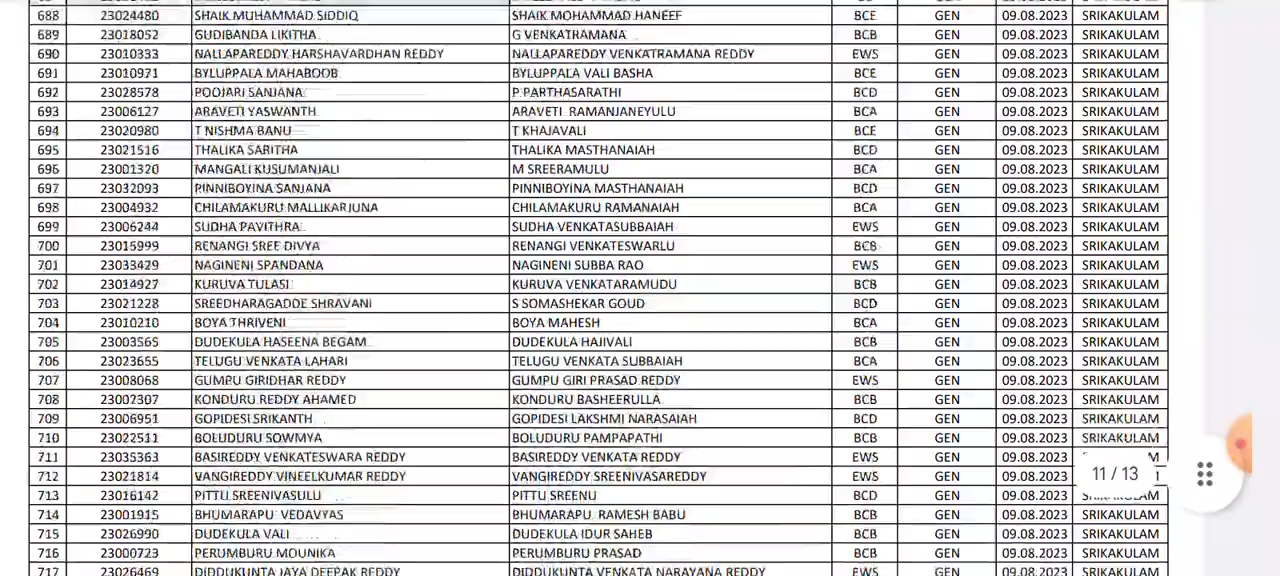 688 23024480 SHAIK MUHAMMAD SIDDIQ SHAIK MOHAMMAD HANEEF BCE GEN 09.08.2023 SRIKAKULAM
689 23018052 GUDIBANDA LIKITHA G VENKATRAMANA BCB GEN 09.08.2023 SRIKAKULAM
690 23010333 NALLAPAREDDY HARSHAVARDHAN REDDY NALLAPAREDDY VENKATRAMANA REDDY EWS GEN 09.08.2023 SRIKAKULAM
691 23010971 BYLUPPALA MAHABOOB BYLUPPALA VALI BASHA BCE GEN 09.08.2023 SRIKAKULAM
692 23028578 POOJARI SANJANA P PARTHASARATHI BCD GEN 09.08.2023 SRIKAKULAM
693 23006127 ARAVETI YASWANTH ARAVETI RAMANJANEYULU BCA GEN 09.08.2023 SRIKAKULAM
694 23020980 T NISHMA BANU T KHAJAVALI BCE GEN 09.08.2023 SRIKAKULAM
695 23021516 THALIKA SARITHA THALIKA MASTHANAIAH BCD GEN 09.08.2023 SRIKAKULAM
696 23001320 MANGALI KUSUMANJALI M SREERAMULU BCA GEN 09.08.2023 SRIKAKULAM
697 23032093 PINNIBOYINA SANJANA PINNIBOYINA MASTHANAIAH BCD GEN 09.08.2023 SRIKAKULAM
698 23004932 CHILAMAKURU MALLIKARJUNA CHILAMAKURU RAMANAIAH BCA GEN 09.08.2023 SRIKAKULAM
699 23006244 SUDHA PAVITHRA SUDHA VENKATASUBBAIAH EWS GEN 09.08.2023 SRIKAKULAM
700 23015999 RENANGI SREE DIVYA RENANGI VENKATESWARLU BCB GEN 09.08.2023 SRIKAKULAM
701 23033429 NAGINENI SPANDANA NAGINENI SUBBA RAO EWS GEN 09.08.2023 SRIKAKULAM
702 23014927 KURUVA TULASI KURUVA VENKATARAMUDU BCB GEN 09.08.2023 SRIKAKULAM
703 23021228 SREEDHARAGADDE SHRAVANI S SOMASHEKAR GOUD BCD GEN 09.08.2023 SRIKAKULAM
704 23010210 BOYA THRIVENI BOYA MAHESH BCA GEN 09.08.2023 SRIKAKULAM
705 23003565 DUDEKULA HASEENA BEGAM DUDEKULA HAJIVALI BCB GEN 09.08.2023 SRIKAKULAM
706 23023655 TELUGU VENKATA LAHARI TELUGU VENKATA SUBBAIAH BCA GEN 09.08.2023 SRIKAKULAM
707 23008068 GUMPU GIRIDHAR REDDY GUMPU GIRI PRASAD REDDY EWS GEN 09.08.2023 SRIKAKULAM
708 23007307 KONDURU REDDY AHAMED KONDURU BASHEERULLA BCB GEN 09.08.2023 SRIKAKULAM
709 23006951 GOPIDESI SRIKANTH GOPIDESI LAKSHMI NARASAIAH BCD GEN 09.08.2023 SRIKAKULAM
710 23022511 BOLUDURU SOWMYA BOLUDURU PAMPAPATHI BCB GEN 09.08.2023 SRIKAKULAM
711 23035363 BASIREDDY VENKATESWARA REDDY BASIREDDY VENKATA REDDY EWS GEN 09.08.2023
712 23021814 VANGIREDDY VINEELKUMAR REDDY VANGIREDDY SREENIVASAREDDY EWS GEN 09.08.2023
11 / 13
713 23016142 PITTU SREENIVASULU PITTU SREENU BCD GEN 09.08.2023
714 23001915 BHUMARAPU VEDAVYAS BHUMARAPU RAMESH BABU BCB GEN 09.08.2023 SRIKAKULAM
715 23026990 DUDEKULA VALI DUDEKULA IDUR SAHEB BCB GEN 09.08.2023 SRIKAKULAM
716 23000723 PERUMBURU MOUNIKA PERUMBURU PRASAD BCB GEN 09.08.2023 SRIKAKULAM
717 23026469 DIDDUKUNTA JAYA DEEPAK REDDY DIDDUKUNTA VENKATA NARAYANA REDDY EWS GEN 09.08.2023 SRIKAKULAM